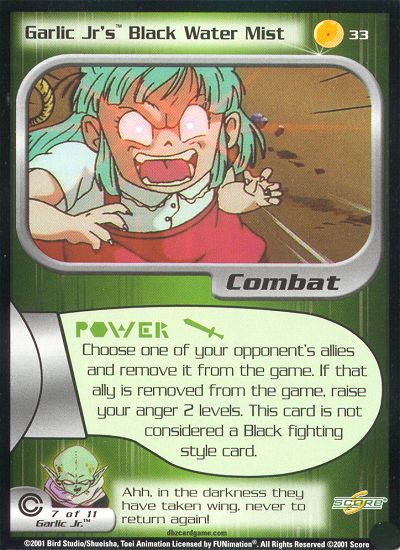 Garlic Jr's™ Black Water Mist 33
Combat
POWER
Choose one of your opponent's allies
and remove it from the game. If that
ally is removed from the game, raise
your anger 2 levels. This card is not
considered a Black fighting
style card.
C 7 of 11
Garlic Jr.™
Ahh, in the darkness they
have taken wing, never to
return again!
SCORE
dbzcardgame.com
©2001 Bird Studio/Shueisha, Toei Animation Licensed by FUNimation®. All Rights Reserved ©2001 Score